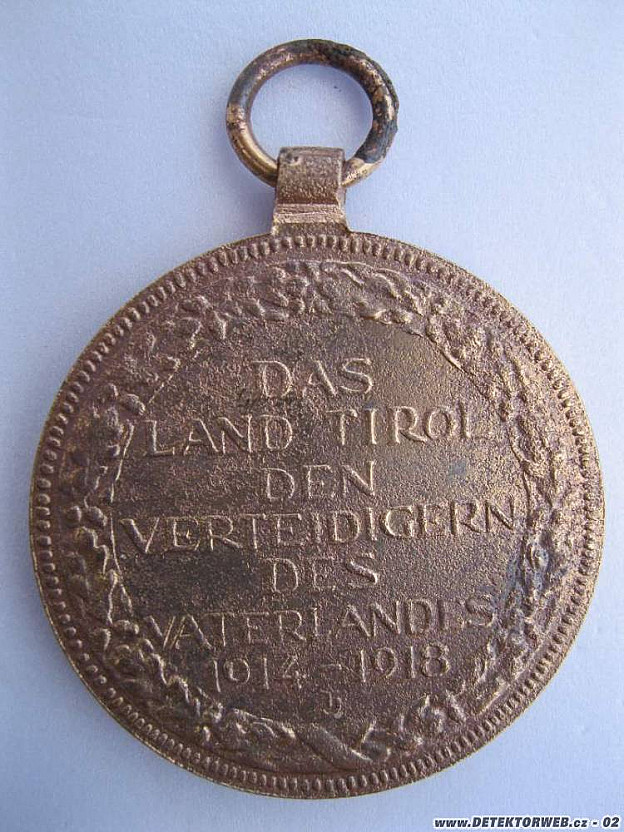 DAS
LAND TIROL
DEN
VERTEIDIGERN
DES
VATERLANDES
1914-1918
www.DETEKTORWEB.cz - 02